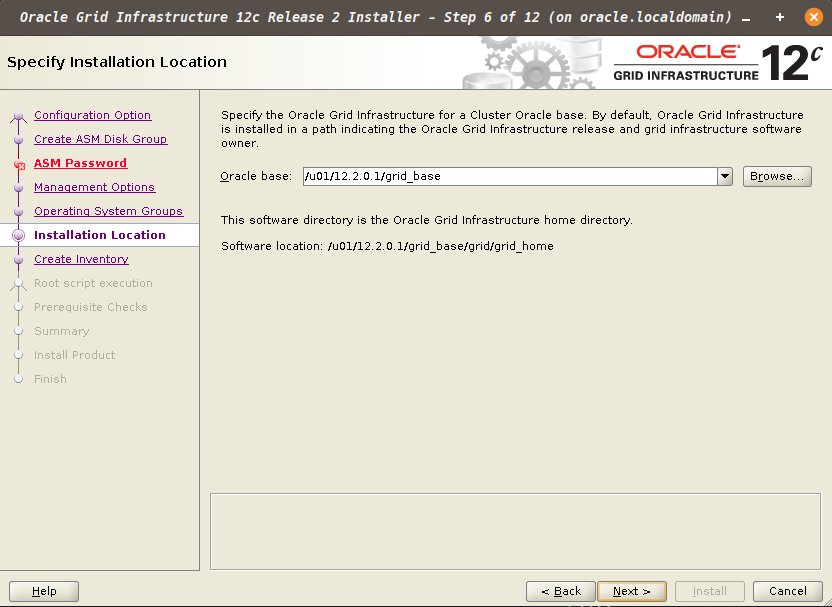 Oracle Grid Infrastructure 12c Release 2 Installer - Step 6 of 12 (on oracle.localdomain)
Specify Installation Location
ORACLE
GRID INFRASTRUCTURE
12c
Configuration Option
Create ASM Disk Group
ASM Password
Management Options
Operating System Groups
Installation Location
Create Inventory
Root script execution
Prerequisite Checks
Summary
Install Product
Finish
Specify the Oracle Grid Infrastructure for a Cluster Oracle base. By default, Oracle Grid Infrastructure
is installed in a path indicating the Oracle Grid Infrastructure release and grid infrastructure software
owner.
Oracle base: /u01/12.2.0.1/grid_base Browse...
This software directory is the Oracle Grid Infrastructure home directory.
Software location: /u01/12.2.0.1/grid_base/grid/grid_home
Help < Back Next > Install Cancel